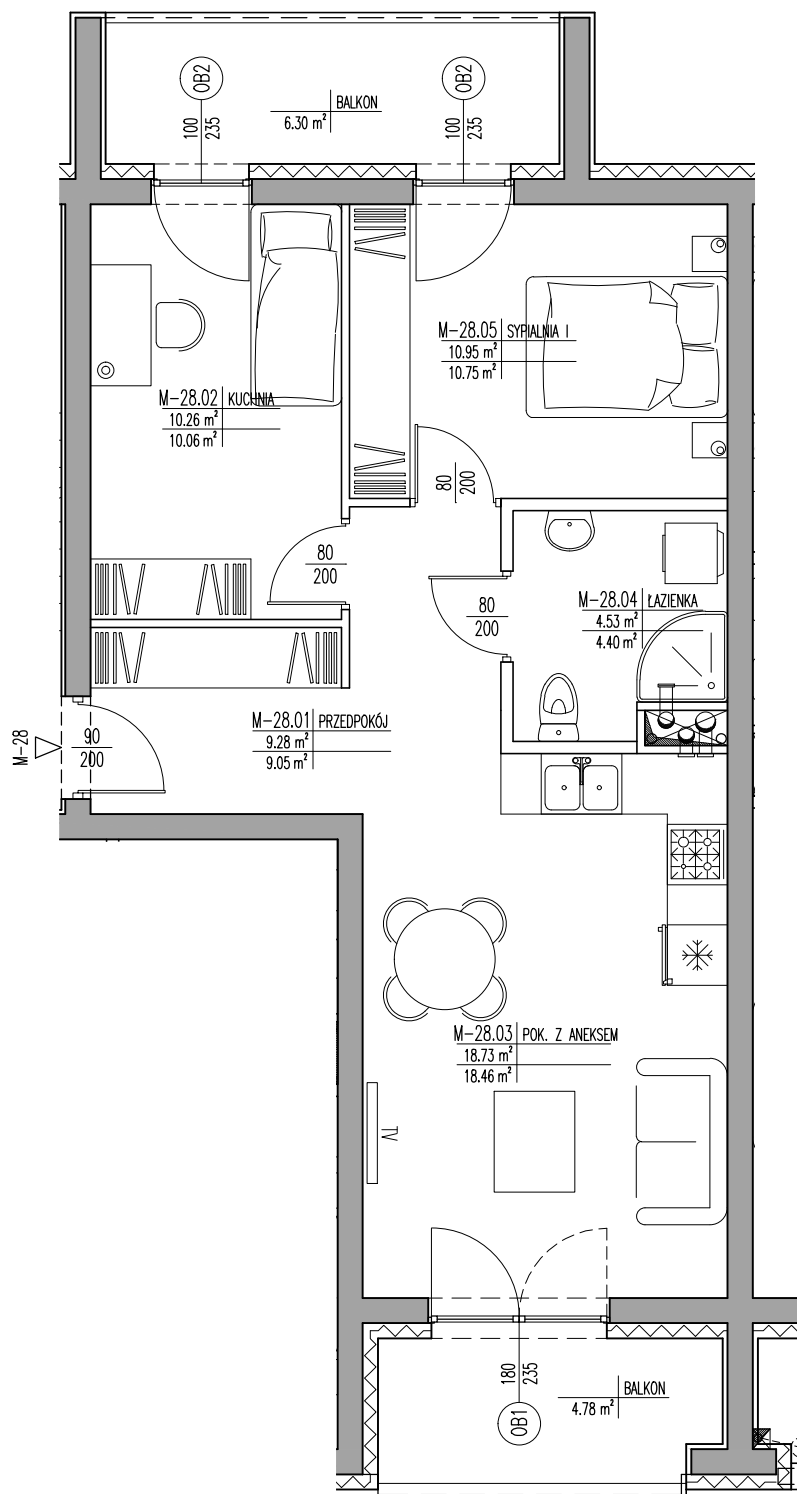 OB2
100
235
BALKON
6.30 m²
OB2
100
235
M-28.05 SYPIALNIA I
10.95 m²
10.75 m²
M-28.02 KUCHNIA
10.26 m²
10.06 m²
80
200
80
200
80
200
M-28.04 ŁAZIENKA
4.53 m²
4.40 m²
M-28.01 PRZEDPOKÓJ
9.28 m²
9.05 m²
M-28
90
200
M-28.03 POK. Z ANEKSEM
18.73 m²
18.46 m²
TV
180
235
OB1
BALKON
4.78 m²